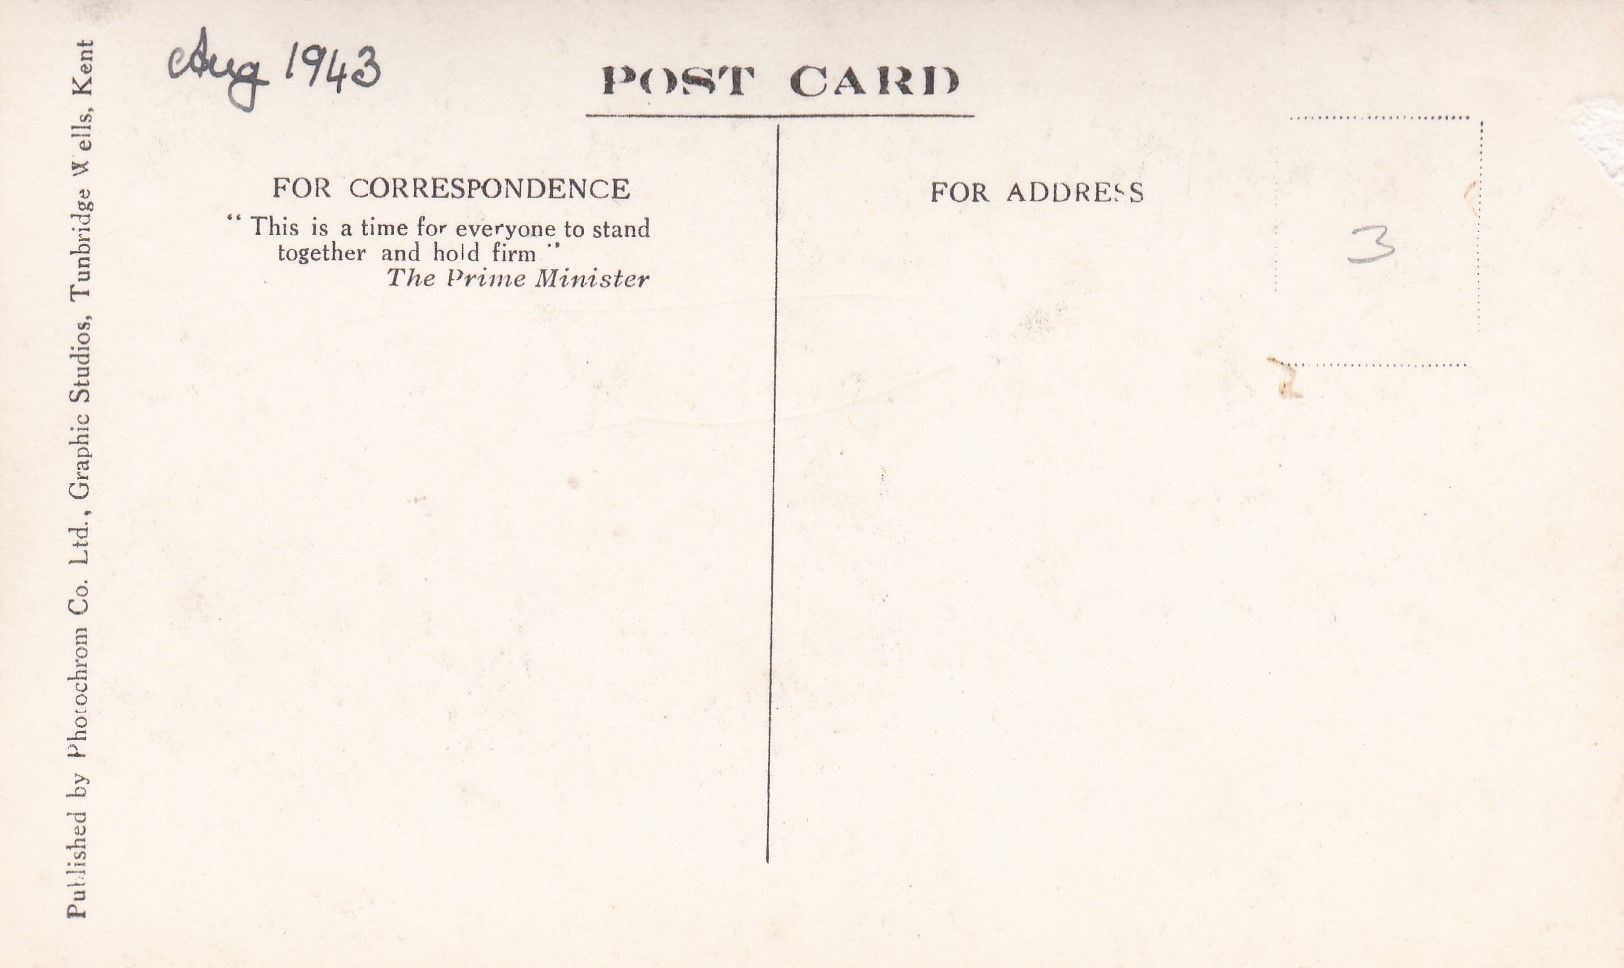 Aug 1943
POST CARD
FOR CORRESPONDENCE
" This is a time for everyone to stand
together and hold firm "
The Prime Minister
FOR ADDRESS
3
Published by Photochrom Co. Ltd., Graphic Studios, Tunbridge Wells, Kent